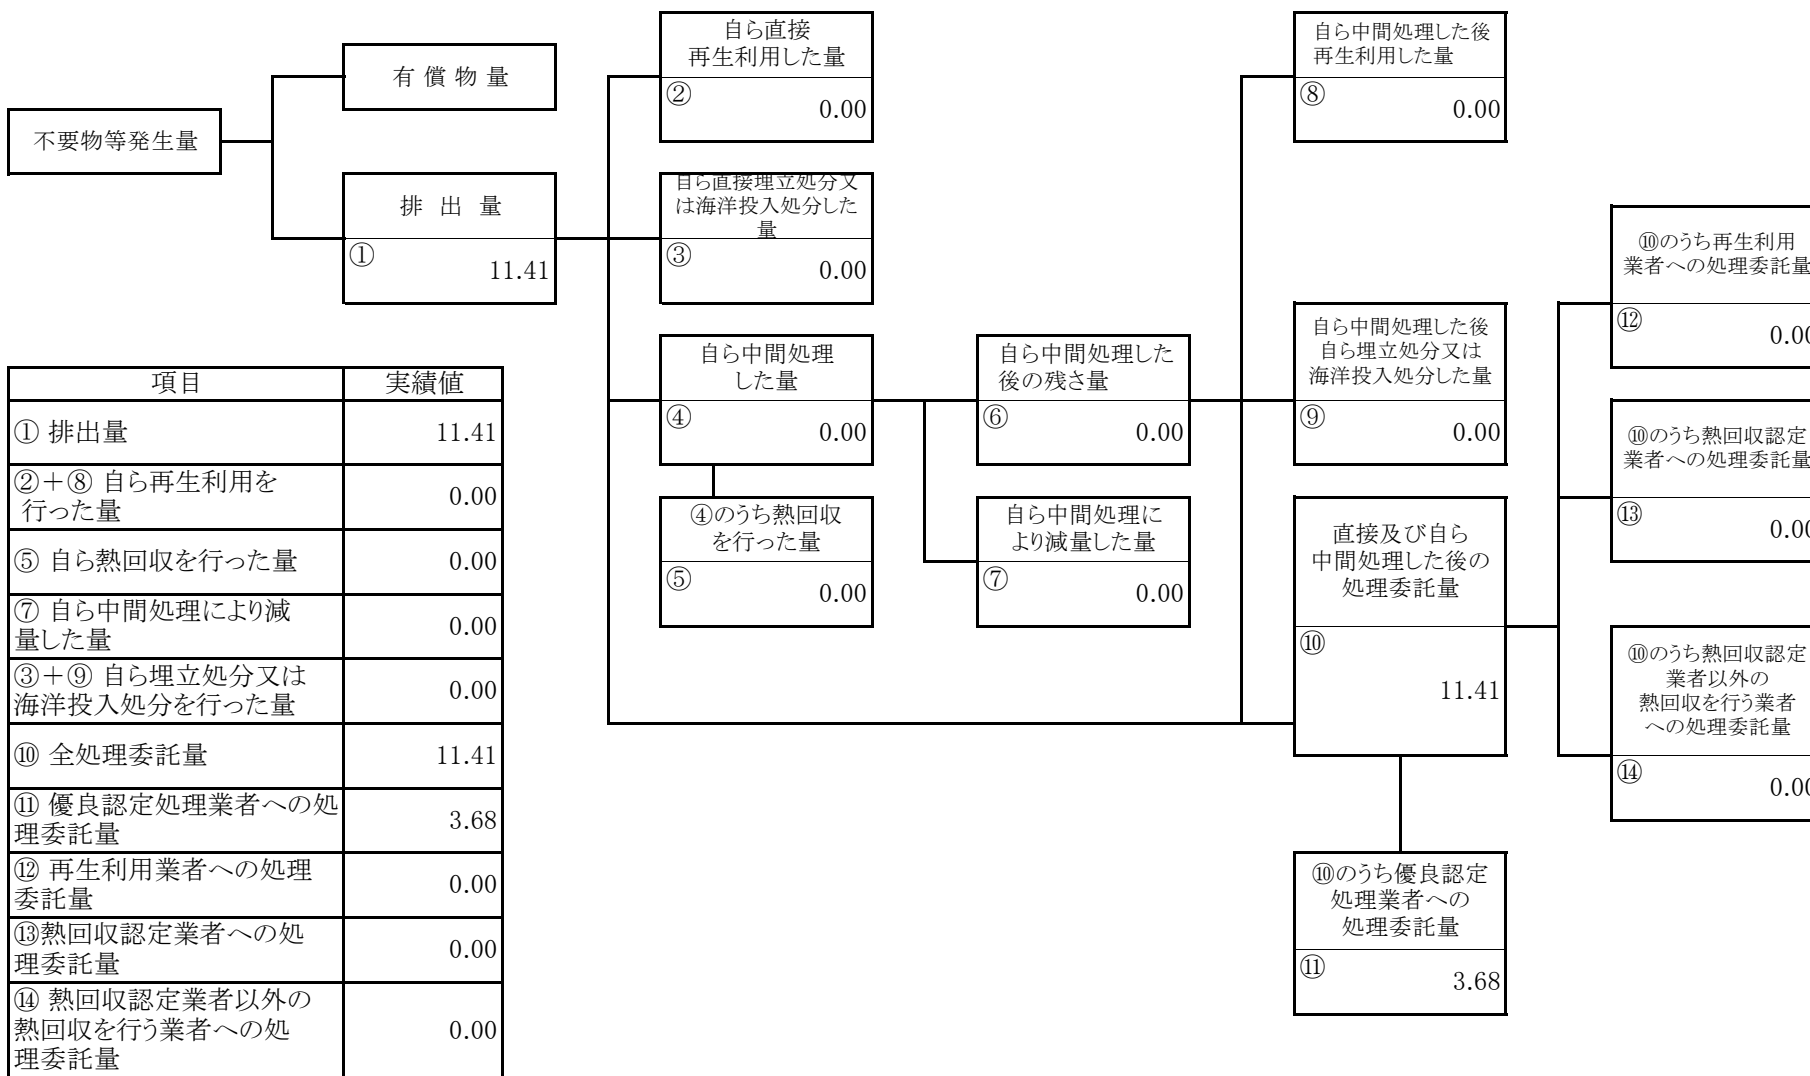 自ら直接
再生利用した量
②
0.00
自ら中間処理した後
再生利用した量
⑧
0.00
有 償 物 量
不要物等発生量
排 出 量
①
11.41
自ら直接埋立処分又
は海洋投入処分した
量
③
0.00
⑩のうち再生利用
業者への処理委託量
⑫
0.00
自ら中間処理
した量
④
0.00
自ら中間処理した
後の残さ量
⑥
0.00
自ら中間処理した後
自ら埋立処分又は
海洋投入処分した量
⑨
0.00
⑩のうち熱回収認定
業者への処理委託量
⑬
0.00
④のうち熱回収
を行った量
⑤
0.00
自ら中間処理に
より減量した量
⑦
0.00
直接及び自ら
中間処理した後の
処理委託量
⑩
11.41
⑩のうち熱回収認定
業者以外の
熱回収を行う業者
への処理委託量
⑭
0.00
⑩のうち優良認定
処理業者への
処理委託量
⑪
3.68
項目 実績値
① 排出量 11.41
②＋⑧ 自ら再生利用を
行った量 0.00
⑤ 自ら熱回収を行った量 0.00
⑦ 自ら中間処理により減
量した量 0.00
③＋⑨ 自ら埋立処分又は
海洋投入処分を行った量 0.00
⑩ 全処理委託量 11.41
⑪ 優良認定処理業者への処
理委託量 3.68
⑫ 再生利用業者への処理
委託量 0.00
⑬熱回収認定業者への処
理委託量 0.00
⑭ 熱回収認定業者以外の
熱回収を行う業者への処
理委託量 0.00